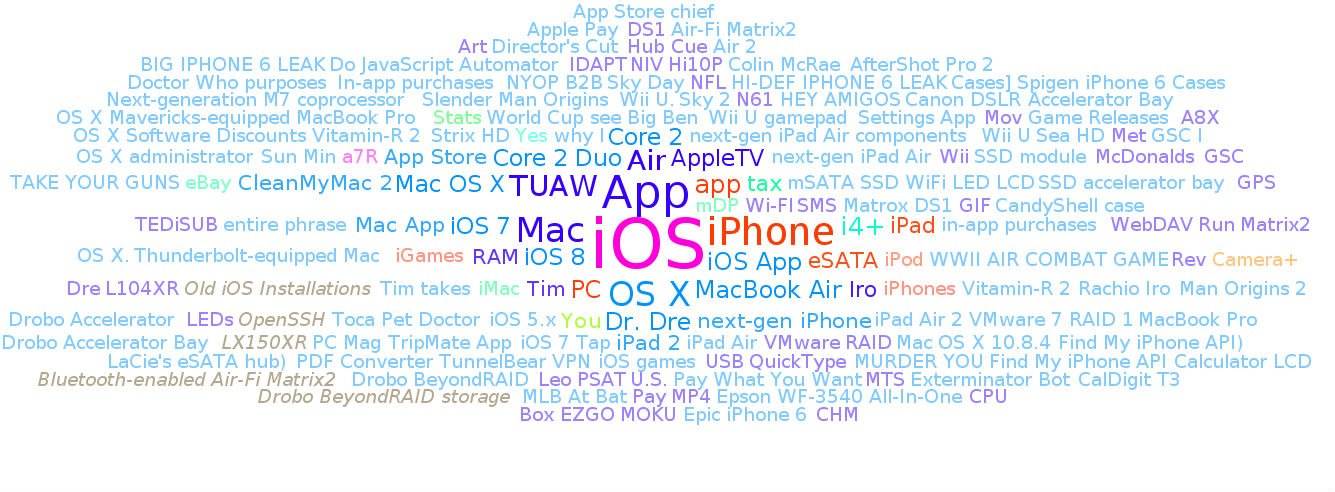 App Store chief
Apple Pay DS1 Air-Fi Matrix2
Art Director's Cut Hub Cue Air 2
BIG IPHONE 6 LEAK Do JavaScript Automator IDAPT NIV Hi10P Colin McRae AfterShot Pro 2
Doctor Who purposes In-app purchases NYOP B2B Sky Day NFL HI-DEF IPHONE 6 LEAK Cases] Spigen iPhone 6 Cases
Next-generation M7 coprocessor Slender Man Origins Wii U. Sky 2 N61 HEY AMIGOS Canon DSLR Accelerator Bay
OS X Mavericks-equipped MacBook Pro Stats World Cup see Big Ben Wii U gamepad Settings App Mov Game Releases A8X
OS X Software Discounts Vitamin-R 2 Strix HD Yes why I Core 2 next-gen iPad Air components Wii U Sea HD Met GSC I
OS X administrator Sun Min a7R App Store Core 2 Duo Air AppleTV next-gen iPad Air Wii SSD module McDonalds GSC
TAKE YOUR GUNS eBay CleanMyMac 2 Mac OS X TUAW App app tax mSATA SSD WiFi LED LCD SSD accelerator bay GPS
mDP Wi-FI SMS Matrox DS1 GIF CandyShell case
TEDiSUB entire phrase Mac App iOS 7 Mac iOS iPhone i4+ iPad in-app purchases WebDAV Run Matrix2
OS X. Thunderbolt-equipped Mac iGames RAM iOS 8 iOS App eSATA iPod WWII AIR COMBAT GAME Rev Camera+
Dre L104XR Old iOS Installations Tim takes iMac Tim PC OS X MacBook Air Iro iPhones Vitamin-R 2 Rachio Iro Man Origins 2
Drobo Accelerator LEDs OpenSSH Toca Pet Doctor iOS 5.x You Dr. Dre next-gen iPhone iPad Air 2 VMware 7 RAID 1 MacBook Pro
Drobo Accelerator Bay LX150XR PC Mag TripMate App iOS 7 Tap iPad 2 iPad Air VMware RAID Mac OS X 10.8.4 Find My iPhone API)
LaCie's eSATA hub) PDF Converter TunnelBear VPN iOS games USB QuickType MURDER YOU Find My iPhone API Calculator LCD
Bluetooth-enabled Air-Fi Matrix2 Drobo BeyondRAID Leo PSAT U.S. Pay What You Want MTS Exterminator Bot CalDigit T3
Drobo BeyondRAID storage MLB At Bat Pay MP4 Epson WF-3540 All-In-One CPU
Box EZGO MOKU Epic iPhone 6 CHM